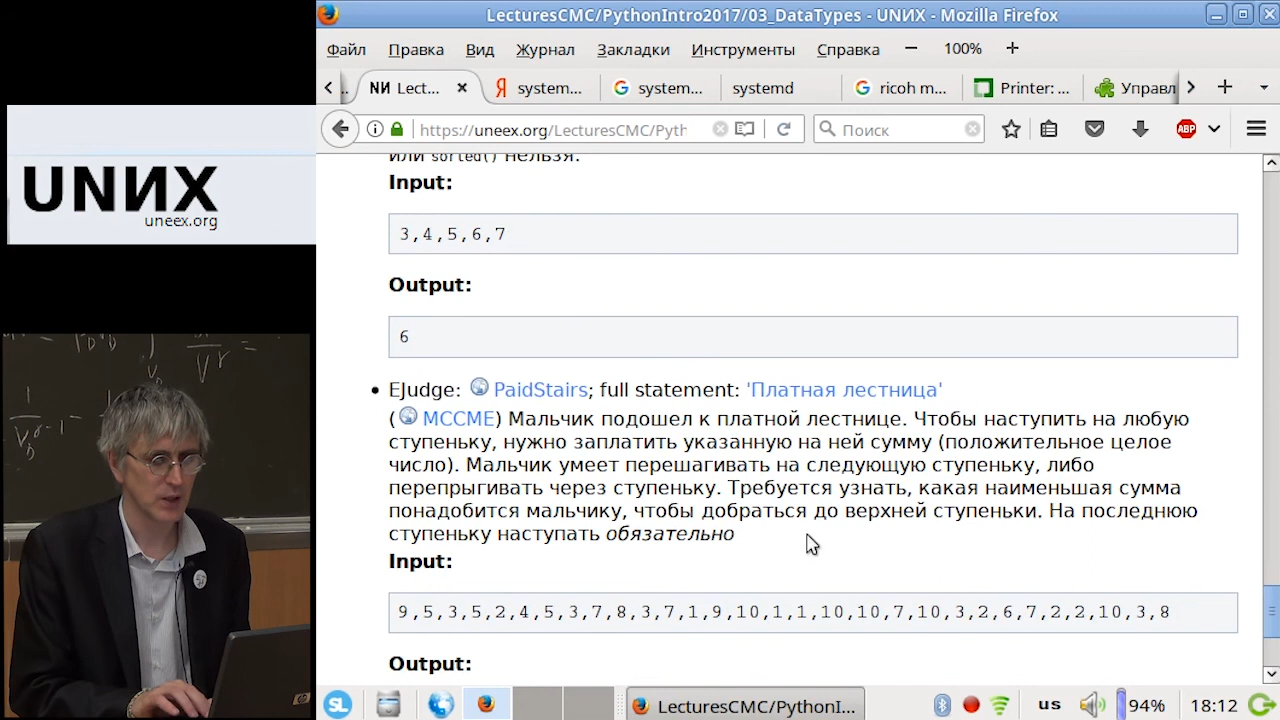 LecturesCMC/PythonIntro2017/03_DataTypes - UNИX - Mozilla Firefox
Файл Правка Вид Журнал Закладки Инструменты Справка − 100% +
NИ Lect... system... system... systemd ricoh m... Printer: ... Управл
https://uneex.org/LecturesCMC/Pyth Поиск ABP
или sorted() нельзя.
Input:
3,4,5,6,7
Output:
6
EJudge: PaidStairs; full statement: 'Платная лестница'
(MCCME) Мальчик подошел к платной лестнице. Чтобы наступить на любую
ступеньку, нужно заплатить указанную на ней сумму (положительное целое
число). Мальчик умеет перешагивать на следующую ступеньку, либо
перепрыгивать через ступеньку. Требуется узнать, какая наименьшая сумма
понадобится мальчику, чтобы добраться до верхней ступеньки. На последнюю
ступеньку наступать обязательно
Input:
9,5,3,5,2,4,5,3,7,8,3,7,1,9,10,1,1,10,10,7,10,3,2,6,7,2,2,10,3,8
Output:
SL LecturesCMC/PythonI... us 94% 18:12
UNИX
uneex.org